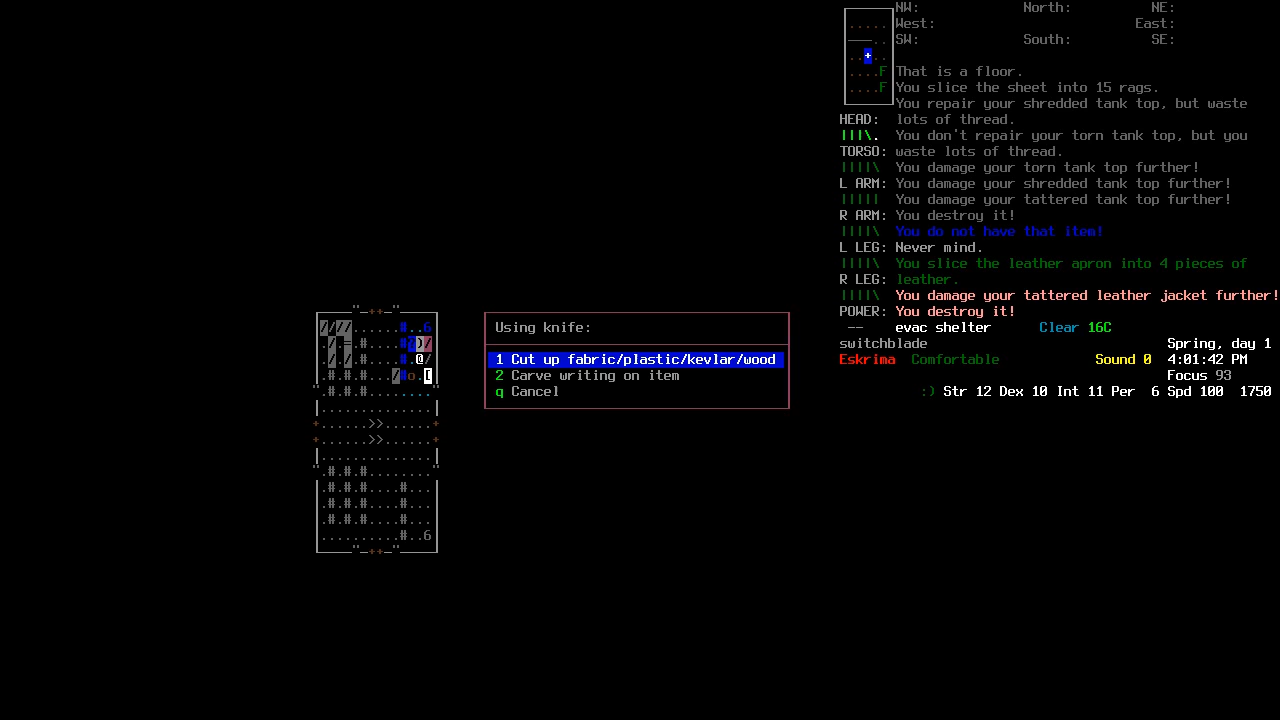 NW: North: NE:
West: East:
SW: South: SE:
That is a floor.
You slice the sheet into 15 rags.
You repair your shredded tank top, but waste
HEAD: lots of thread.
|||\. You don't repair your torn tank top, but you
TORSO: waste lots of thread.
||||\ You damage your torn tank top further!
L ARM: You damage your shredded tank top further!
||||| You damage your tattered tank top further!
R ARM: You destroy it!
||||\ You do not have that item!
L LEG: Never mind.
||||\ You slice the leather apron into 4 pieces of
R LEG: leather.
||||\ You damage your tattered leather jacket further!
POWER: You destroy it!
-- evac shelter Clear 16C
switchblade Spring, day 1
Eskrima Comfortable Sound 0 4:01:42 PM
Focus 93
:) Str 12 Dex 10 Int 11 Per 6 Spd 100 1750
Using knife:
1 Cut up fabric/plastic/kevlar/wood
2 Carve writing on item
q Cancel